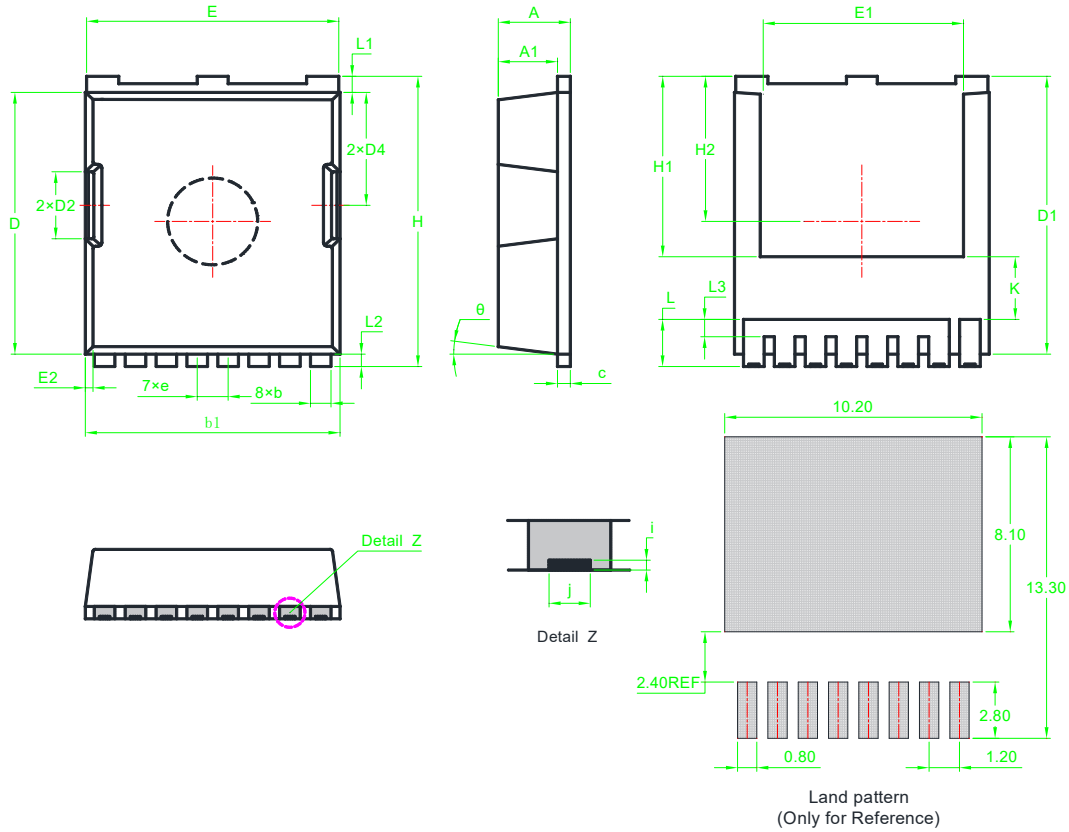 E
L1
2×D4
2×D2
D
H
L2
E2
7×e
8×b
b1
A
A1
θ
c
E1
H1
H2
D1
K
L3
L
Detail Z
i
j
Detail Z
10.20
8.10
13.30
2.40REF
2.80
0.80
1.20
Land pattern
(Only for Reference)